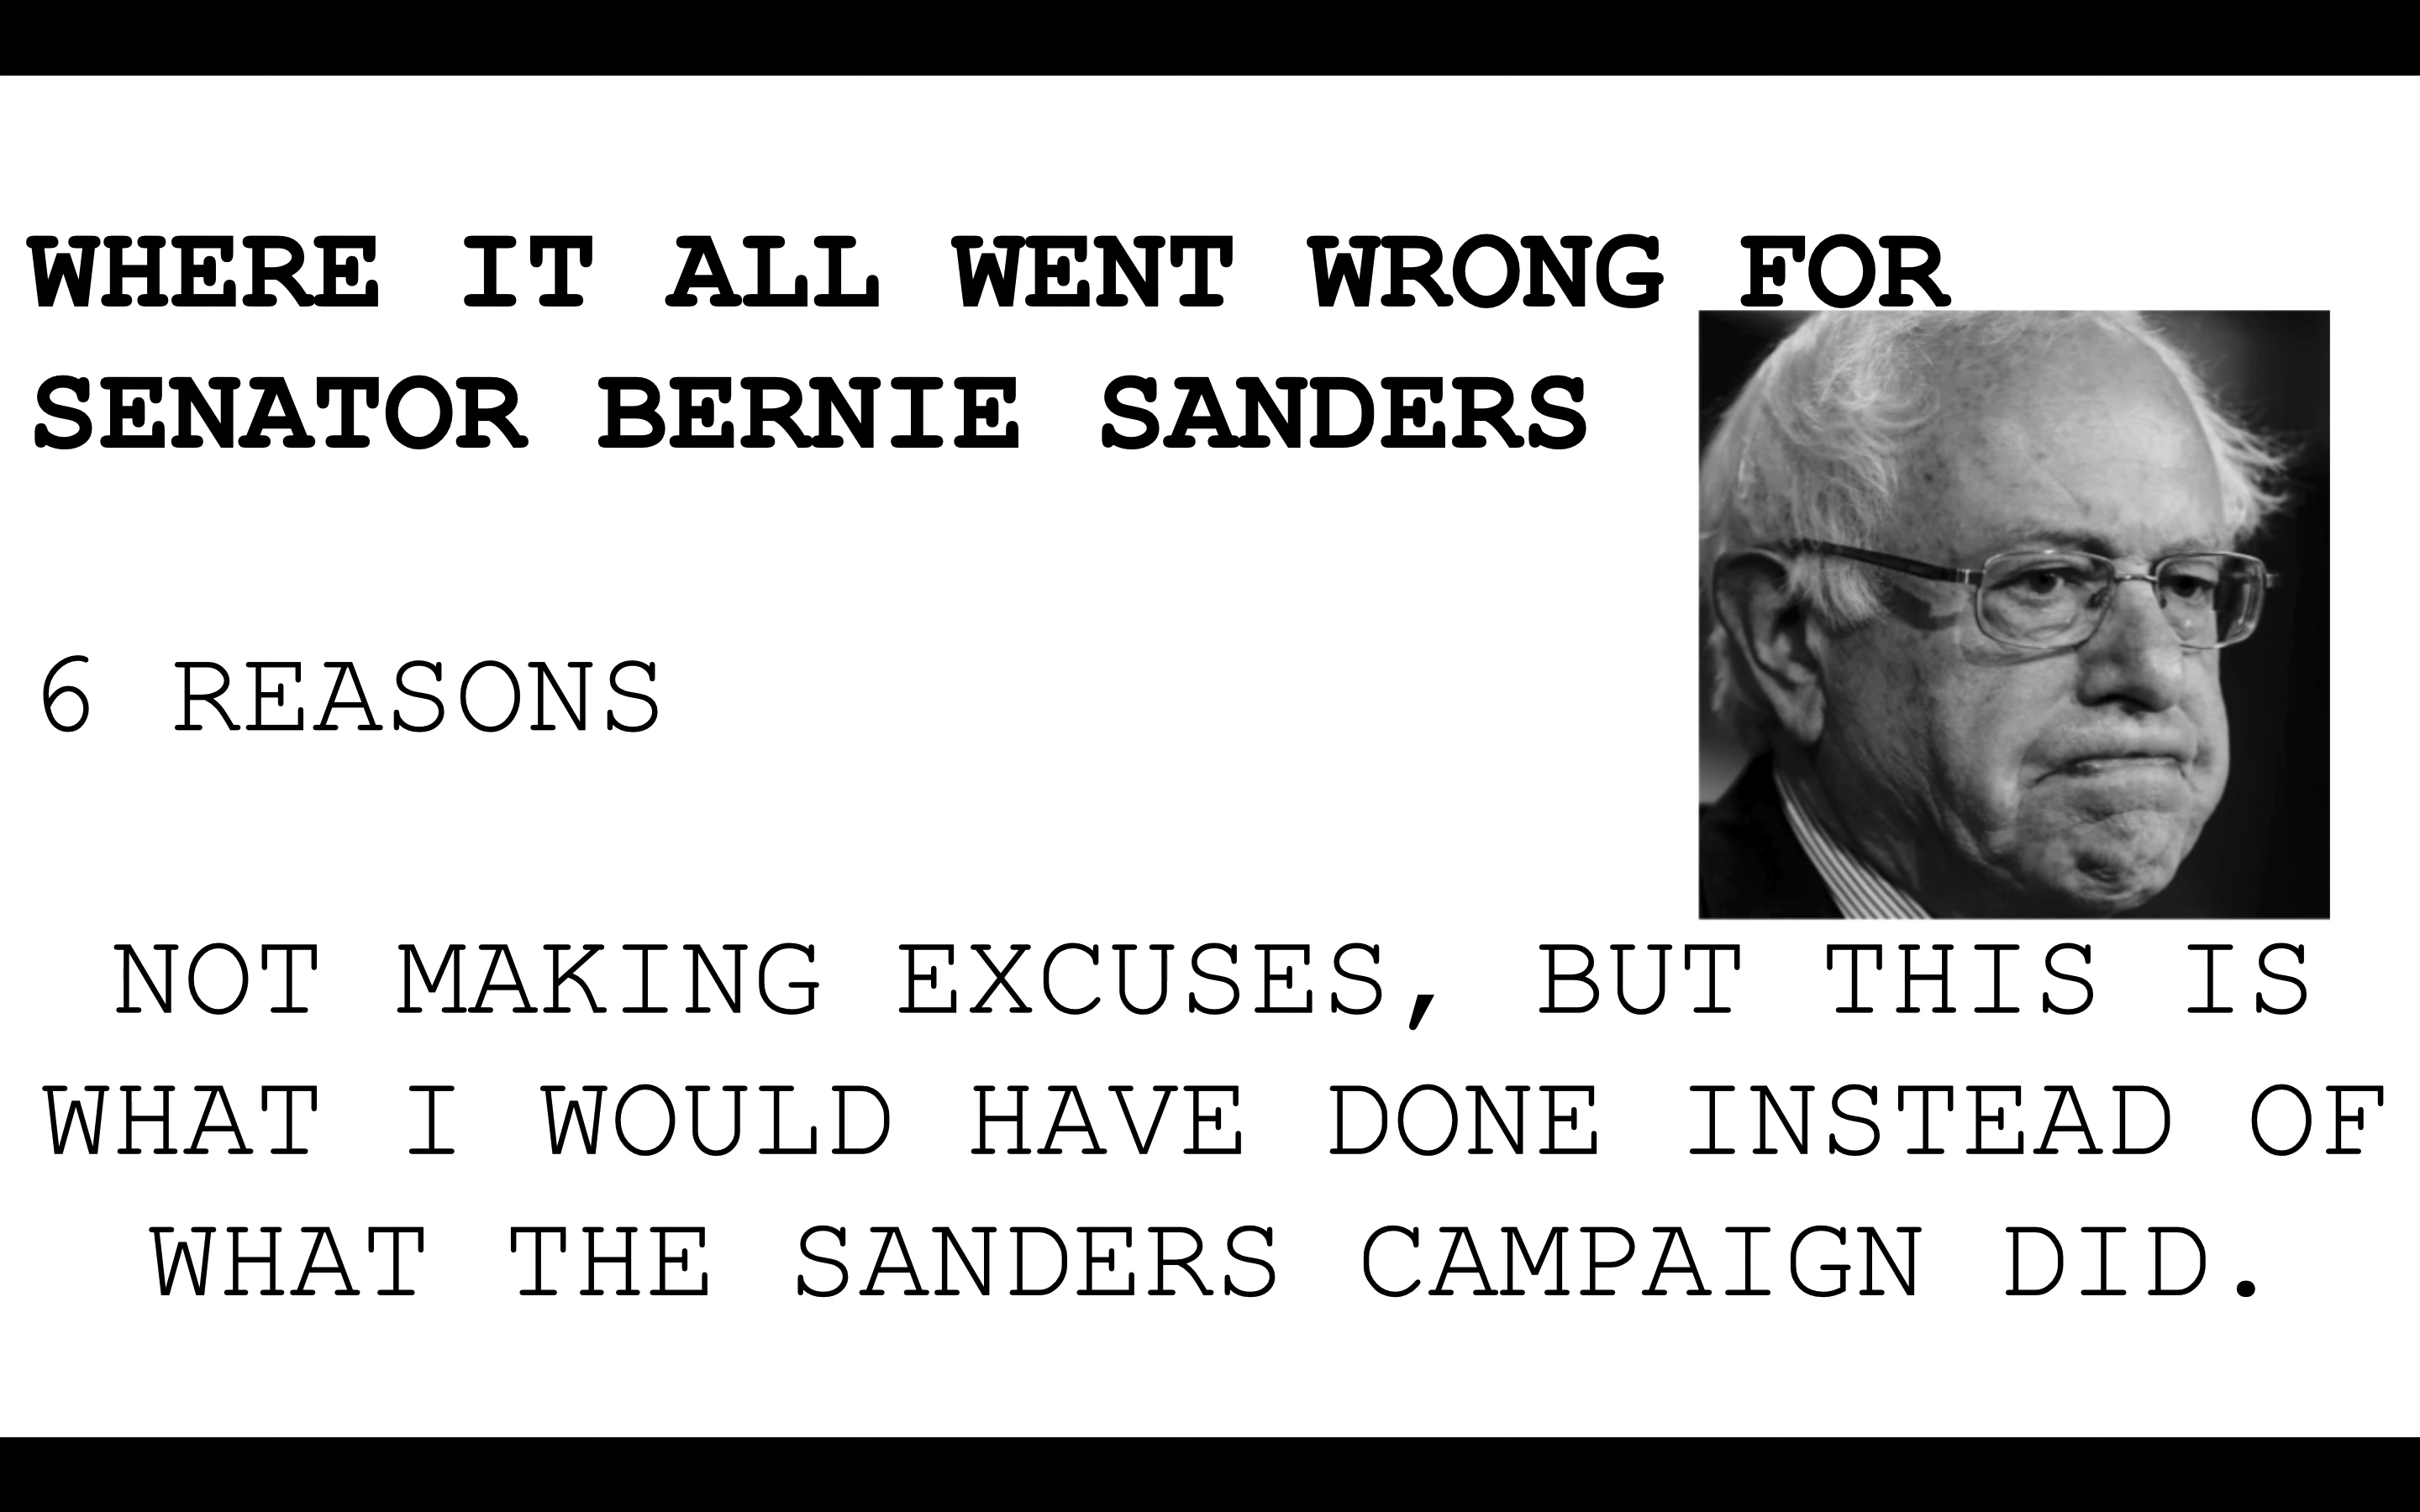 WHERE IT ALL WENT WRONG FOR
SENATOR BERNIE SANDERS
6 REASONS
NOT MAKING EXCUSES, BUT THIS IS
WHAT I WOULD HAVE DONE INSTEAD OF
WHAT THE SANDERS CAMPAIGN DID.